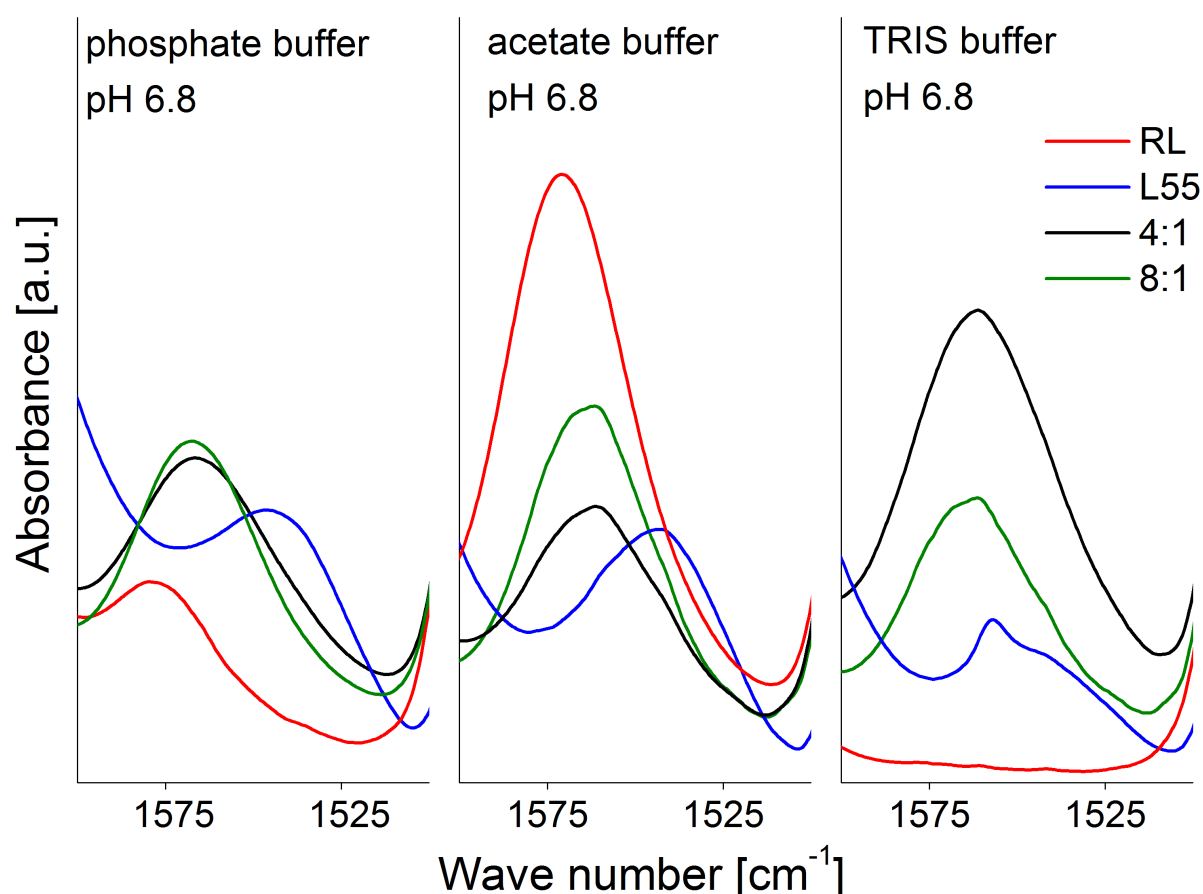 phosphate buffer
pH 6.8
acetate buffer
pH 6.8
TRIS buffer
pH 6.8
RL
L55
4:1
8:1
Absorbance [a.u.]
1575
1525
1575
1525
1575
1525
Wave number [cm⁻¹]